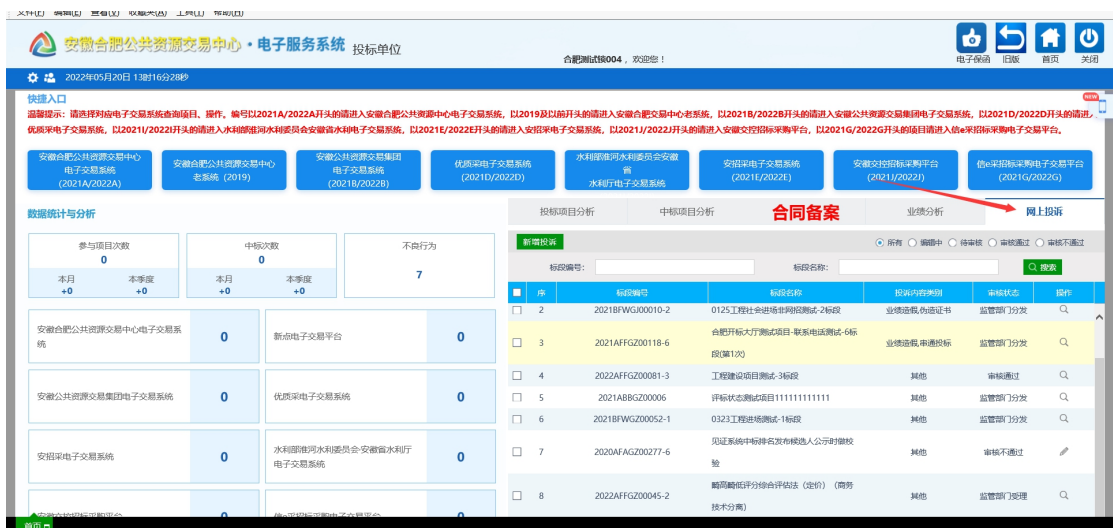 文件(F) 编辑(E) 查看(V) 收藏夹(A) 工具(T) 帮助(H)
安徽合肥公共资源交易中心·电子服务系统 投标单位
合肥测试镇004，欢迎您！
电子保函 旧版 首页 关闭
2022年05月20日 13时16分28秒
快捷入口
NEW
温馨提示：请选择对应电子交易系统查询项目、操作，编号以2021A/2022A开头的请进入安徽合肥公共资源中心电子交易系统，以2019及以前开头的请进入安徽合肥交易中心老系统，以2021B/2022B开头的请进入安徽公共资源交易集团电子交易系统，以2021D/2022D开头的请进入
优质采电子交易系统，以2021I/2022I开头的请进入水利部淮河水利委员会安徽省水利电子交易系统，以2021E/2022E开头的请进入安招采电子交易系统，以2021J/2022J开头的请进入安徽交控招标采购平台，以2021G/2022G开头的项目请进入信e采招标采购电子交易平台。
安徽合肥公共资源交易中心
电子交易系统
(2021A/2022A)
安徽合肥公共资源交易中心
老系统 (2019)
安徽公共资源交易集团
电子交易系统
(2021B/2022B)
优质采电子交易系统
(2021D/2022D)
水利部淮河水利委员会安徽
省
水利厅电子交易系统
安招采电子交易系统
(2021E/2022E)
安徽交控招标采购平台
(2021J/2022J)
信e采招标采购电子交易平台
(2021G/2022G)
数据统计与分析
投标项目分析 中标项目分析 合同备案 业绩分析 网上投诉
参与项目次数
0
本月 本季度
+0 +0
中标次数
0
本月 本季度
+0 +0
不良行为
7
安徽合肥公共资源交易中心电子交易系
统
0
新点电子交易平台 0
安徽公共资源交易集团电子交易系统 0
优质采电子交易系统 0
安招采电子交易系统 0
水利部淮河水利委员会·安徽省水利厅
电子交易系统
0
安徽交控招标采购平台 0
信e采招标采购电子交易平台 0
新增投诉
所有 编辑中 待审核 审核通过 审核不通过
标段编号： 标段名称： 搜索
序 标段编号 标段名称 投诉内容类别 审核状态 操作
2 2021BFWGJ00010-2 0125工程社会进场非网招测试-2标段 业绩造假,伪造证书 监管部门分发
3 2021AFFGZ00118-6 合肥开标大厅测试项目-联系电话测试-6标
段(第1次) 业绩造假,串通投标 监管部门分发
4 2022AFFGZ00081-3 工程建设项目测试-3标段 其他 审核通过
5 2021ABBGZ00006 评标状态测试项目111111111111 其他 监管部门分发
6 2021BFWGZ00052-1 0323工程进场测试-1标段 其他 监管部门分发
7 2020AFAGZ00277-6 见证系统中标排名发布候选人公示时做校
验 其他 审核不通过
8 2022AFFGZ00045-2 畸高畸低评分综合评估法（定价）（商务
技术分离） 其他 监管部门受理
首页